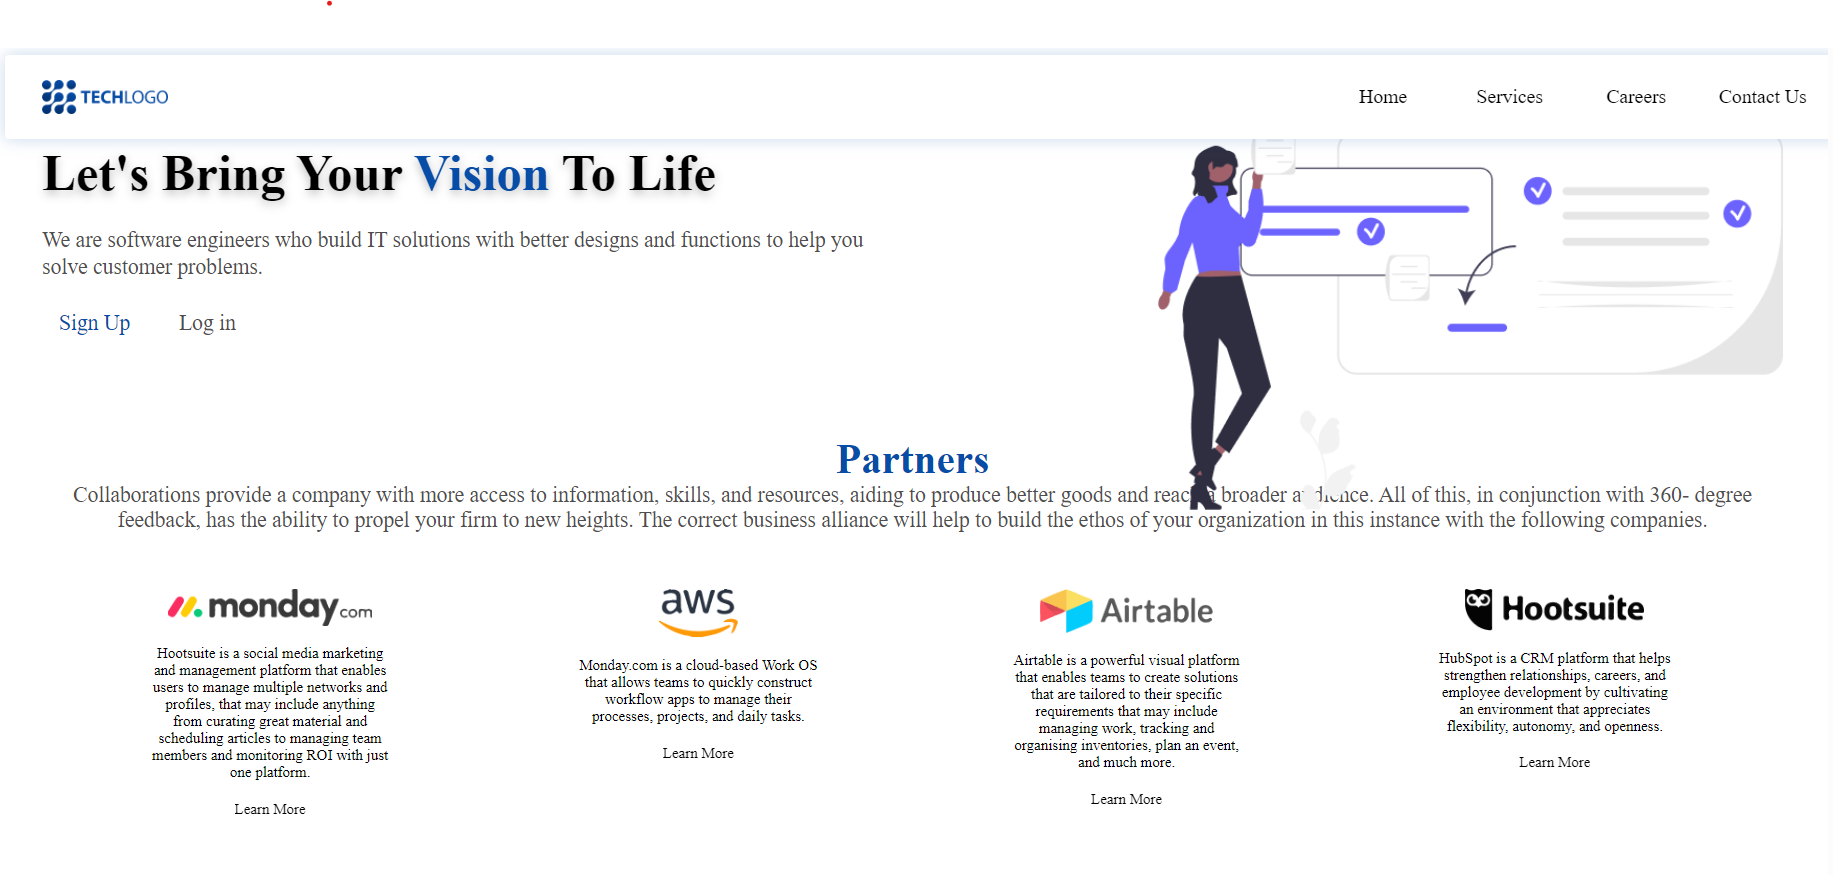 TECHLOGO
Home Services Careers Contact Us
Let's Bring Your Vision To Life
We are software engineers who build IT solutions with better designs and functions to help you
solve customer problems.
Sign Up Log in
Partners
Collaborations provide a company with more access to information, skills, and resources, aiding to produce better goods and reach a broader audience. All of this, in conjunction with 360- degree
feedback, has the ability to propel your firm to new heights. The correct business alliance will help to build the ethos of your organization in this instance with the following companies.
monday.com
Hootsuite is a social media marketing
and management platform that enables
users to manage multiple networks and
profiles, that may include anything
from curating great material and
scheduling articles to managing team
members and monitoring ROI with just
one platform.
Learn More
aws
Monday.com is a cloud-based Work OS
that allows teams to quickly construct
workflow apps to manage their
processes, projects, and daily tasks.
Learn More
Airtable
Airtable is a powerful visual platform
that enables teams to create solutions
that are tailored to their specific
requirements that may include
managing work, tracking and
organising inventories, plan an event,
and much more.
Learn More
Hootsuite
HubSpot is a CRM platform that helps
strengthen relationships, careers, and
employee development by cultivating
an environment that appreciates
flexibility, autonomy, and openness.
Learn More